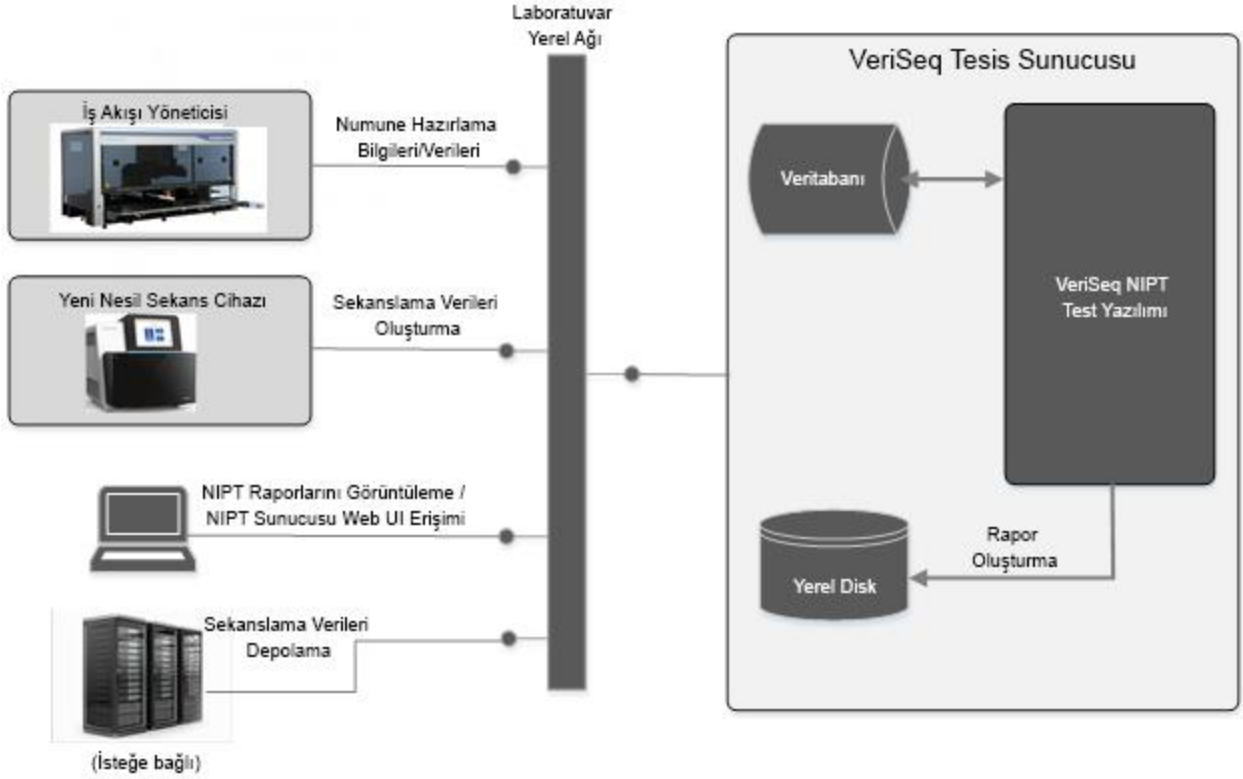 Laboratuvar
Yerel Ağı
VeriSeq Tesis Sunucusu
İş Akışı Yöneticisi
Numune Hazırlama
Bilgileri/Verileri
Veritabanı
Yeni Nesil Sekans Cihazı
Sekanslama Verileri
Oluşturma
VeriSeq NIPT
Test Yazılımı
NIPT Raporlarını Görüntüleme /
NIPT Sunucusu Web UI Erişimi
Rapor
Oluşturma
Yerel Disk
Sekanslama Verileri
Depolama
(İsteğe bağlı)